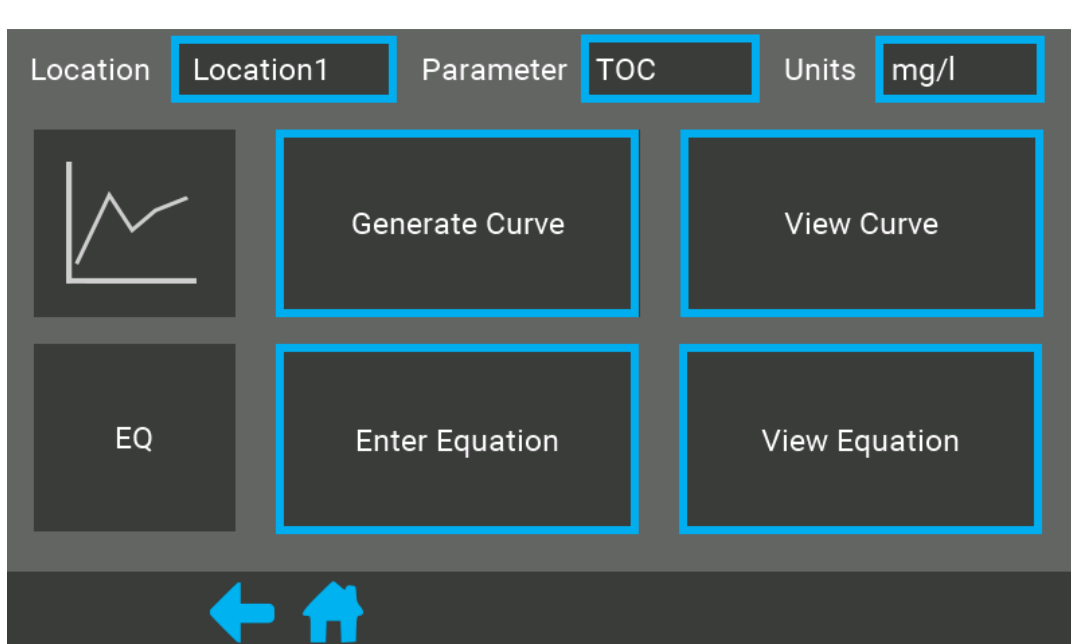 Location Location1 Parameter TOC Units mg/l
Generate Curve View Curve
EQ Enter Equation View Equation